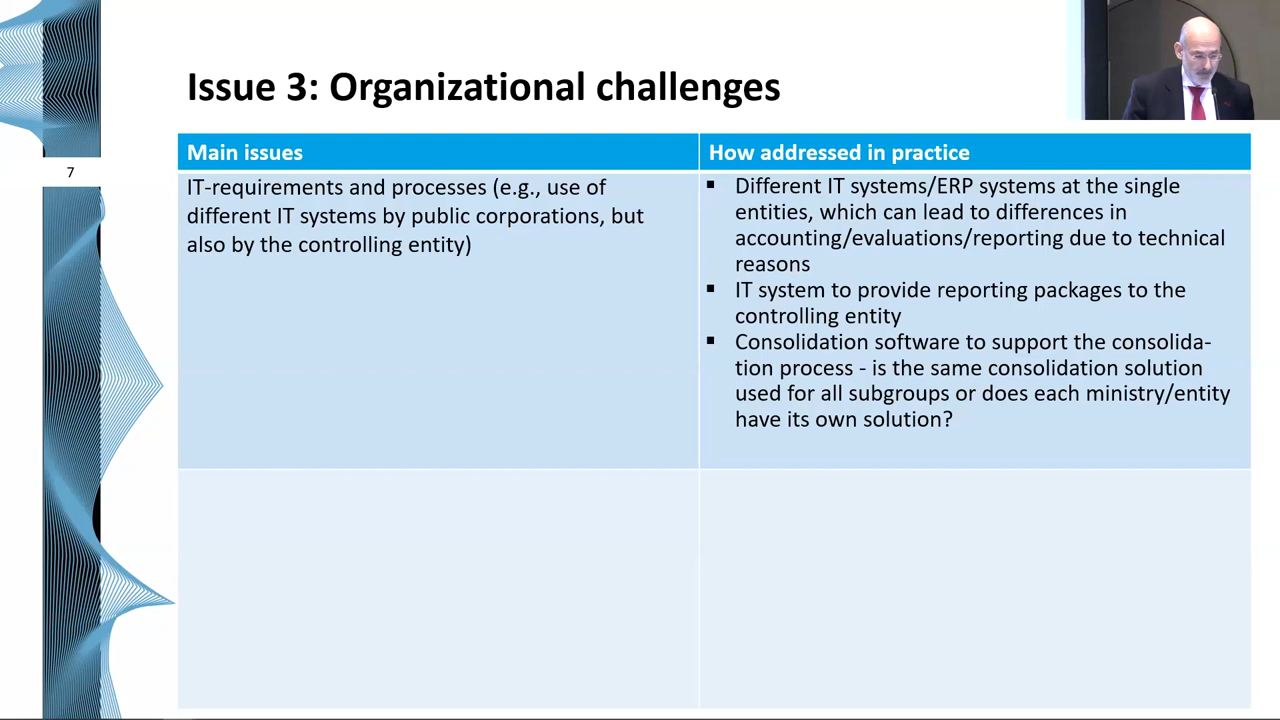 Issue 3: Organizational challenges
7
Main issues
How addressed in practice
IT-requirements and processes (e.g., use of
different IT systems by public corporations, but
also by the controlling entity)
▪ Different IT systems/ERP systems at the single
entities, which can lead to differences in
accounting/evaluations/reporting due to technical
reasons
▪ IT system to provide reporting packages to the
controlling entity
▪ Consolidation software to support the consolida-
tion process - is the same consolidation solution
used for all subgroups or does each ministry/entity
have its own solution?